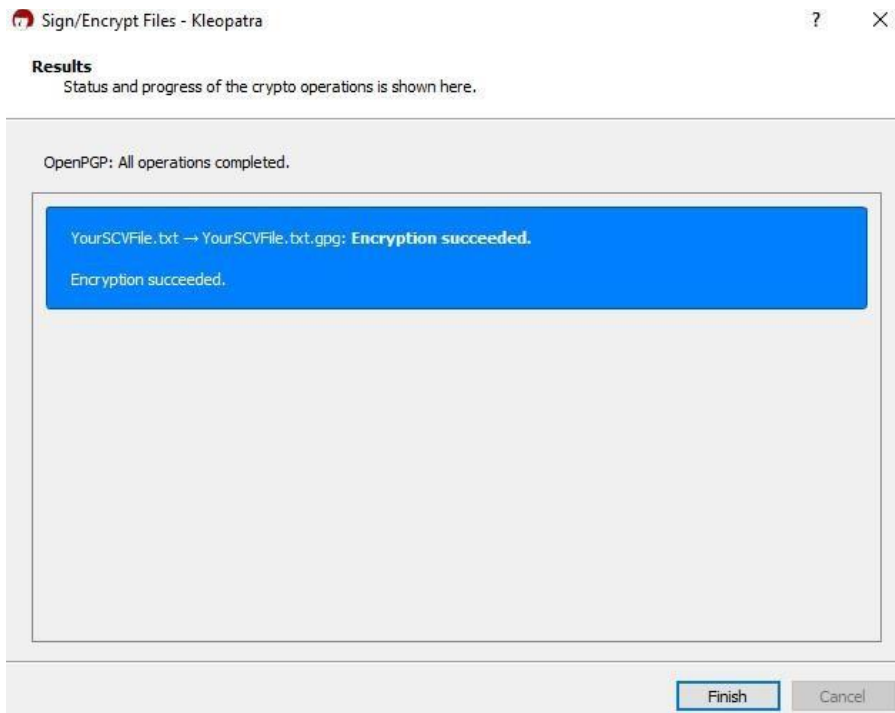 Sign/Encrypt Files - Kleopatra
?
Results
Status and progress of the crypto operations is shown here.
OpenPGP: All operations completed.
YourSCVFile.txt → YourSCVFile.txt.gpg: Encryption succeeded.
Encryption succeeded.
Finish
Cancel